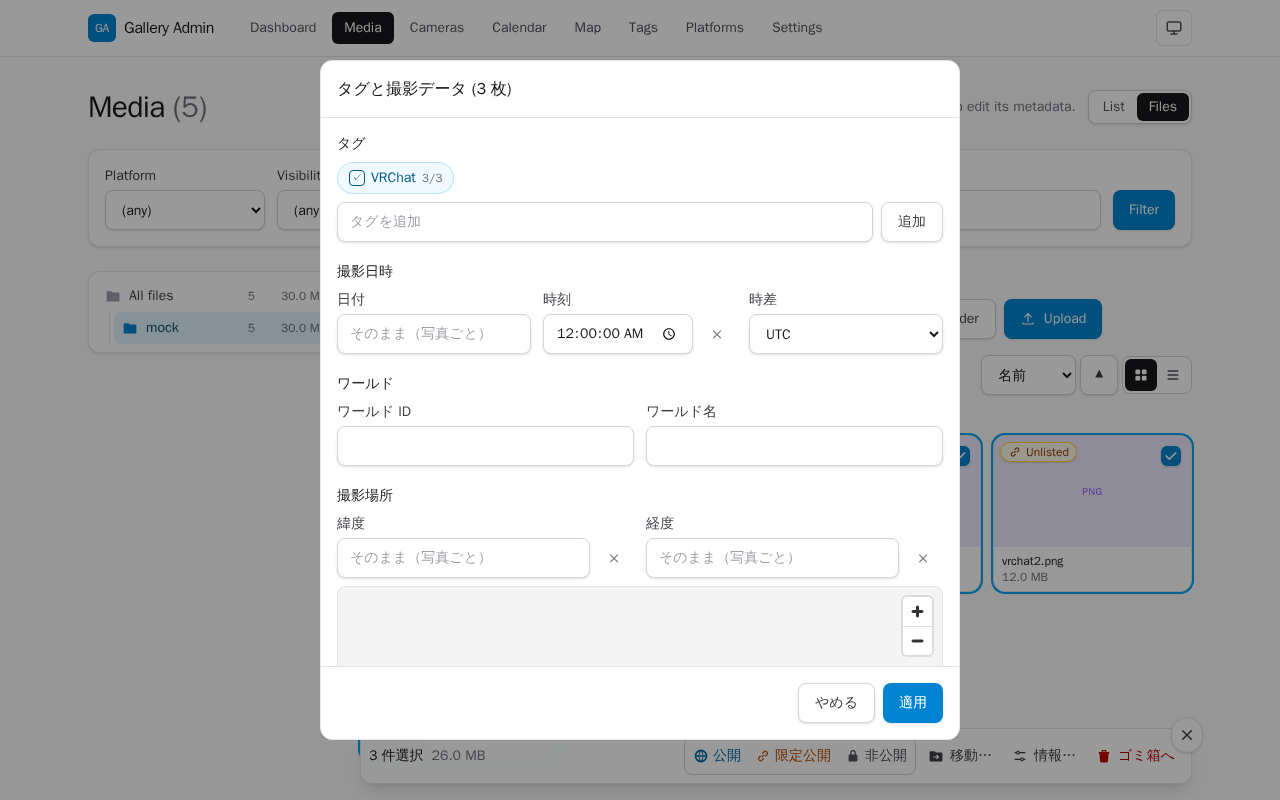 GA Gallery Admin Dashboard Media Cameras Calendar Map Tags Platforms Settings
Media (5)
edit its metadata.
List Files
Platform
(any)
(any
Filter
All files 5
mock 5
Upload
名前
▲
Unlisted
PNG
vrchat2.png
12.0 MB
タグと撮影データ (3 枚)
タグ
VRChat 3/3
タグを追加 追加
撮影日時
日付 時刻 時差
そのまま（写真ごと） 12:00:00 AM × UTC
ワールド
ワールド ID ワールド名
撮影場所
緯度 経度
そのまま（写真ごと） × そのまま（写真ごと） ×
やめる 適用
3 件選択 26.0 MB 公開 限定公開 非公開 移動… 情報… ゴミ箱へ